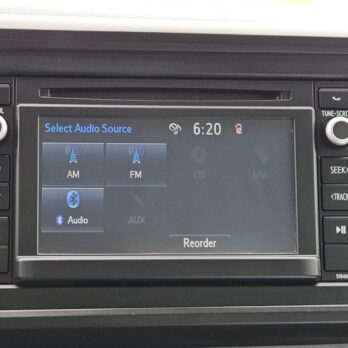 Select Audio Source
6:20
AM
FM
CD
USB
Audio
AUX
Reorder
TUNE•SCROLL
SEEK>
<TRACK